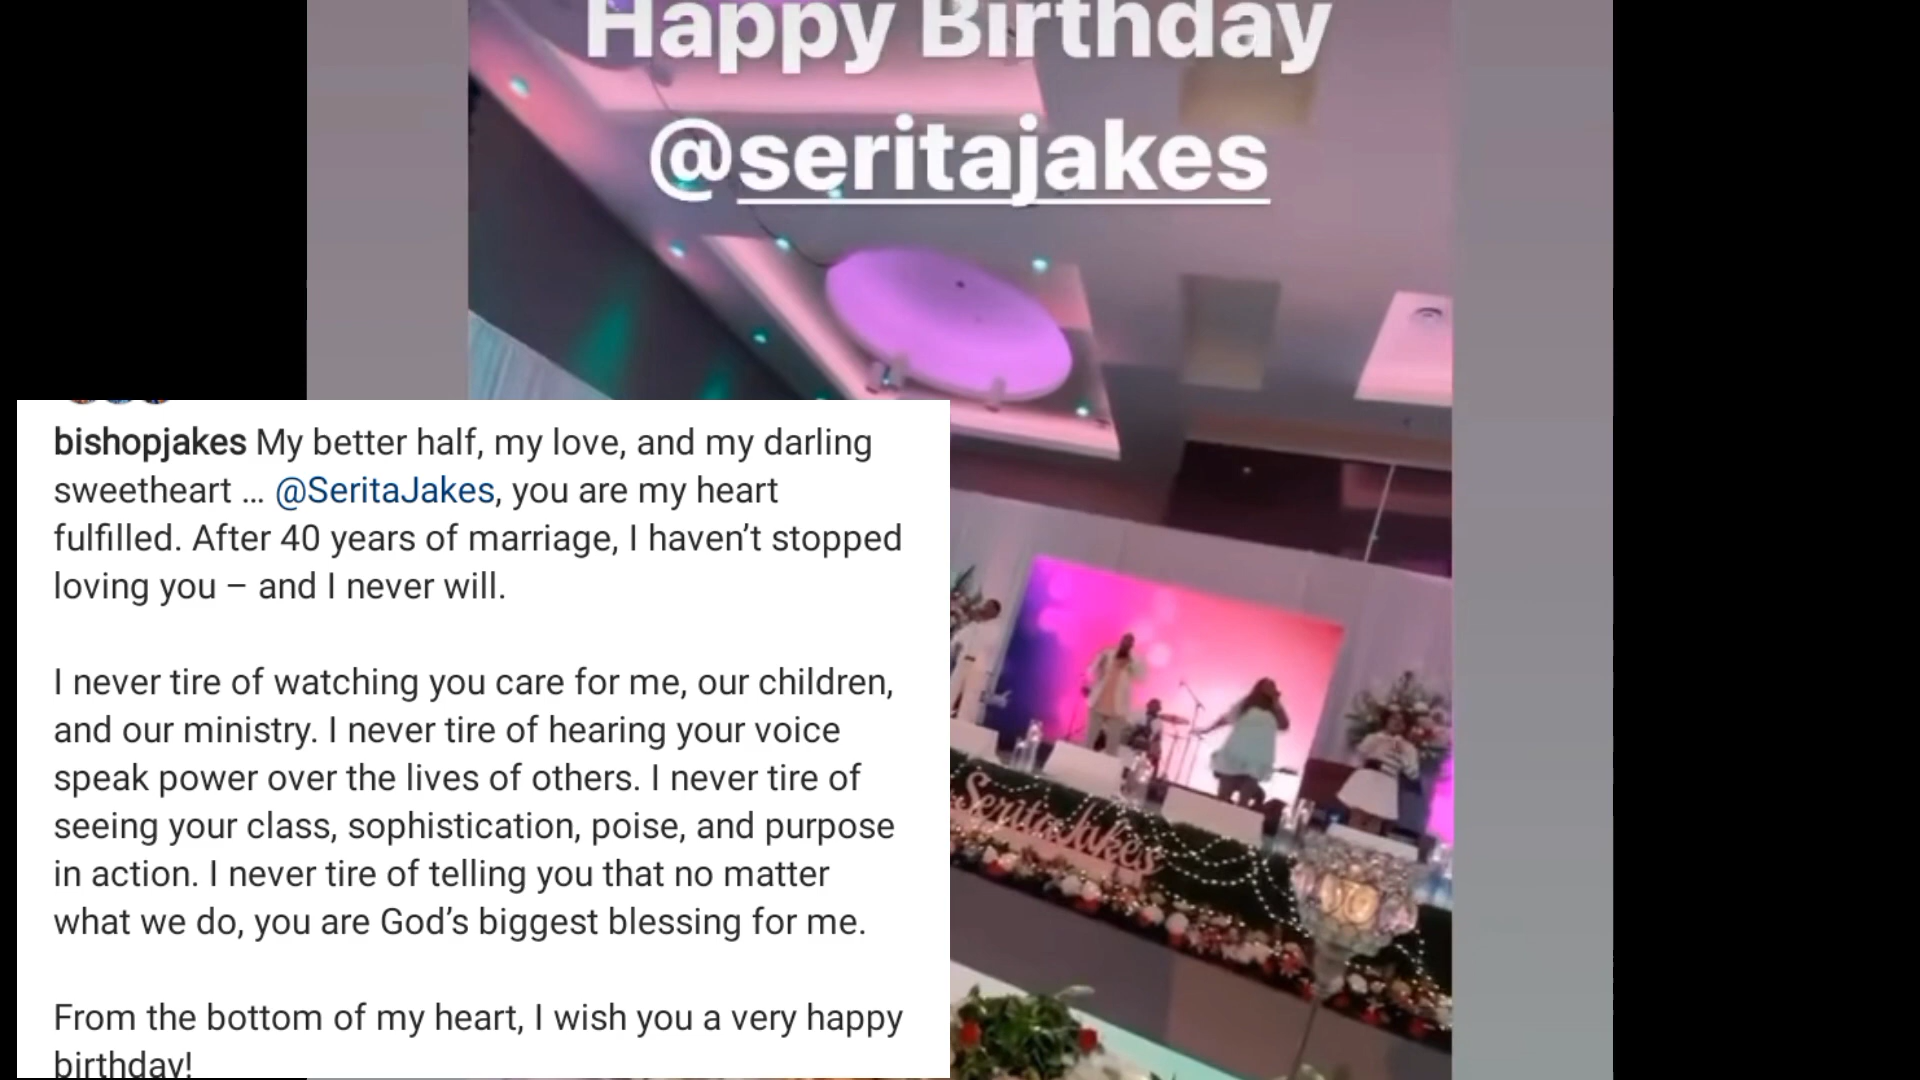 Happy Birthday
@seritajakes
bishopjakes My better half, my love, and my darling
sweetheart … @SeritaJakes, you are my heart
fulfilled. After 40 years of marriage, I haven’t stopped
loving you – and I never will.
I never tire of watching you care for me, our children,
and our ministry. I never tire of hearing your voice
speak power over the lives of others. I never tire of
seeing your class, sophistication, poise, and purpose
in action. I never tire of telling you that no matter
what we do, you are God’s biggest blessing for me.
From the bottom of my heart, I wish you a very happy
birthday!
Serita Jakes